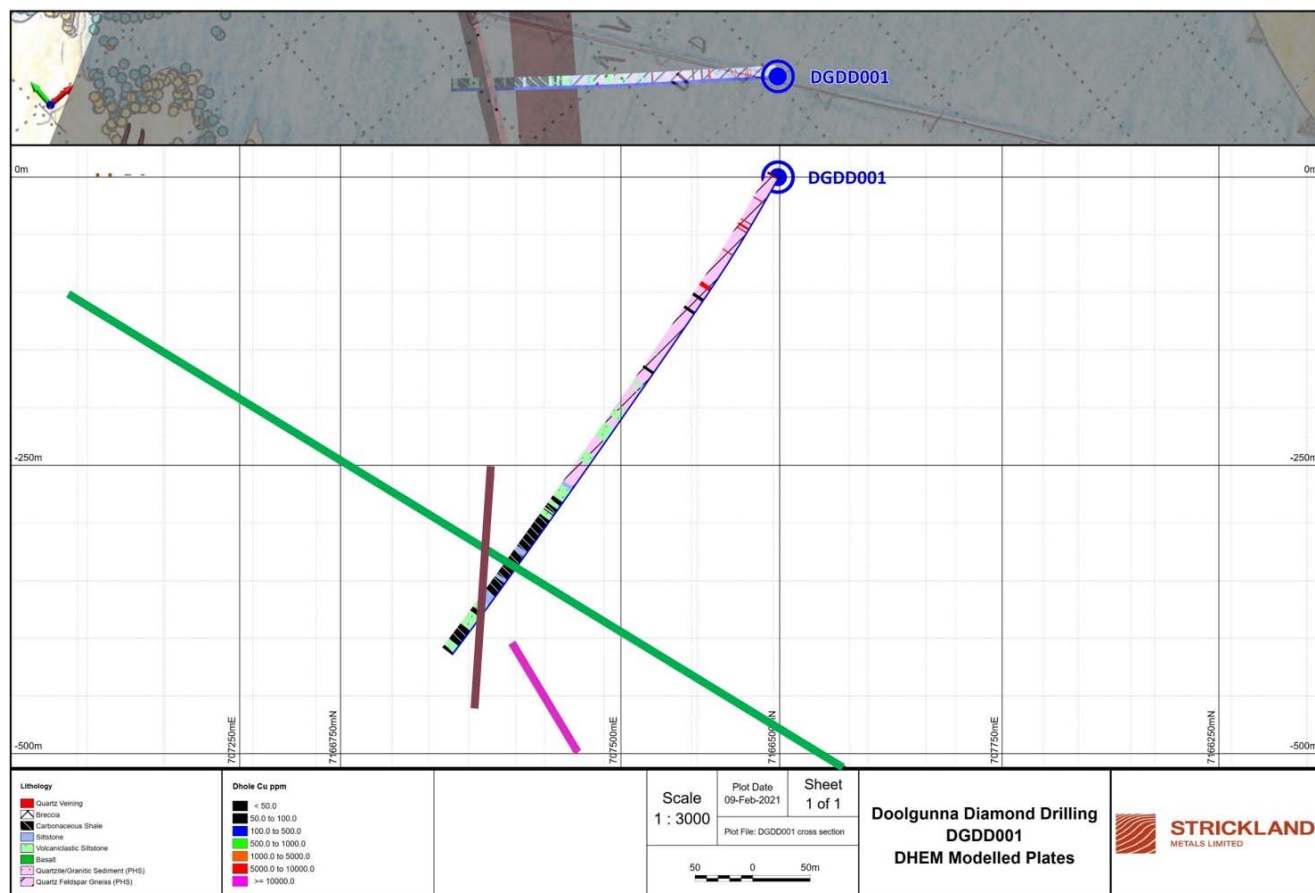 DGDD001
0m
0m
DGDD001
-250m
-250m
-500m
-500m
707250mE
7166750mN
707500mE
7166500mN
707750mE
7166250mN
Lithology
Quartz Veining
Breccia
Carbonaceous Shale
Siltstone
Volcaniclastic Siltstone
Basalt
Quartzite/Granitic Sediment (PHS)
Quartz Feldspar Gneiss (PHS)
Dhole Cu ppm
< 50.0
50.0 to 100.0
100.0 to 500.0
500.0 to 1000.0
1000.0 to 5000.0
5000.0 to 10000.0
>= 10000.0
Scale
1 : 3000
Plot Date
09-Feb-2021
Sheet
1 of 1
Plot File: DGDD001 cross section
50 0 50m
Doolgunna Diamond Drilling
DGDD001
DHEM Modelled Plates
STRICKLAND
METALS LIMITED